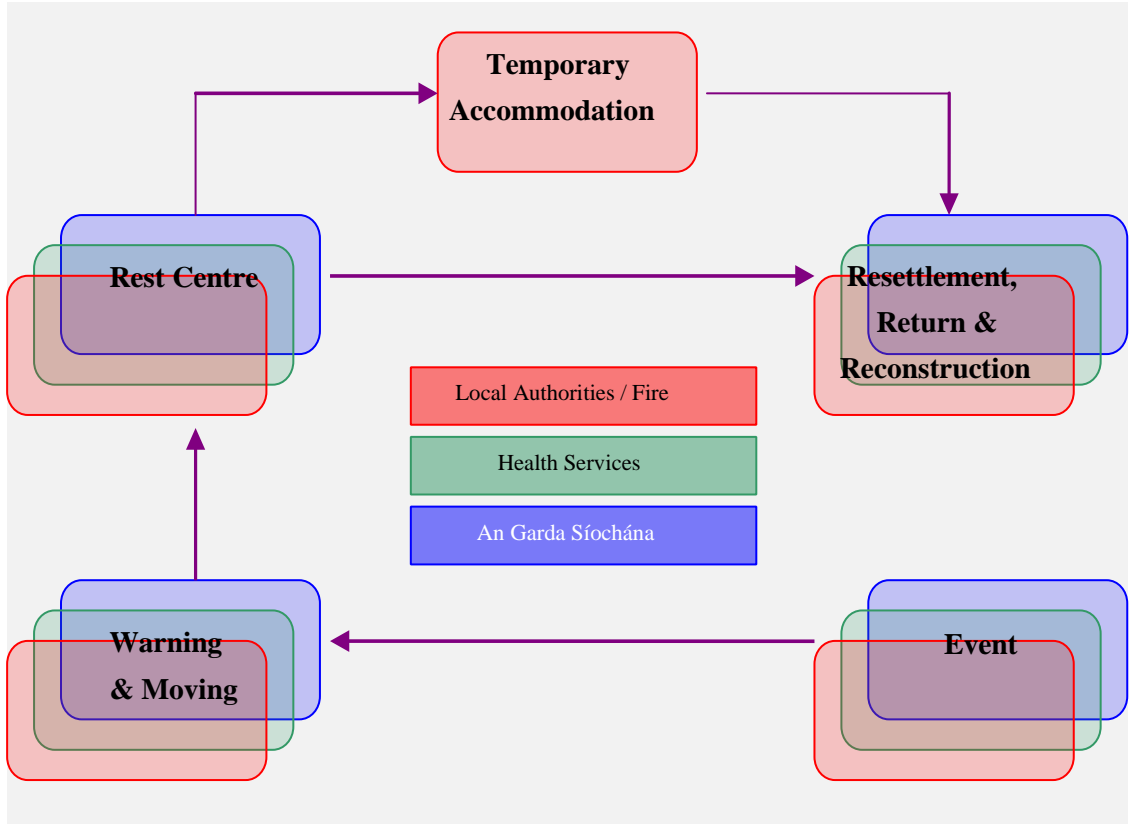 Temporary
Accommodation
Rest Centre
Resettlement,
Return &
Reconstruction
Local Authorities / Fire
Health Services
An Garda Síochána
Warning
& Moving
Event